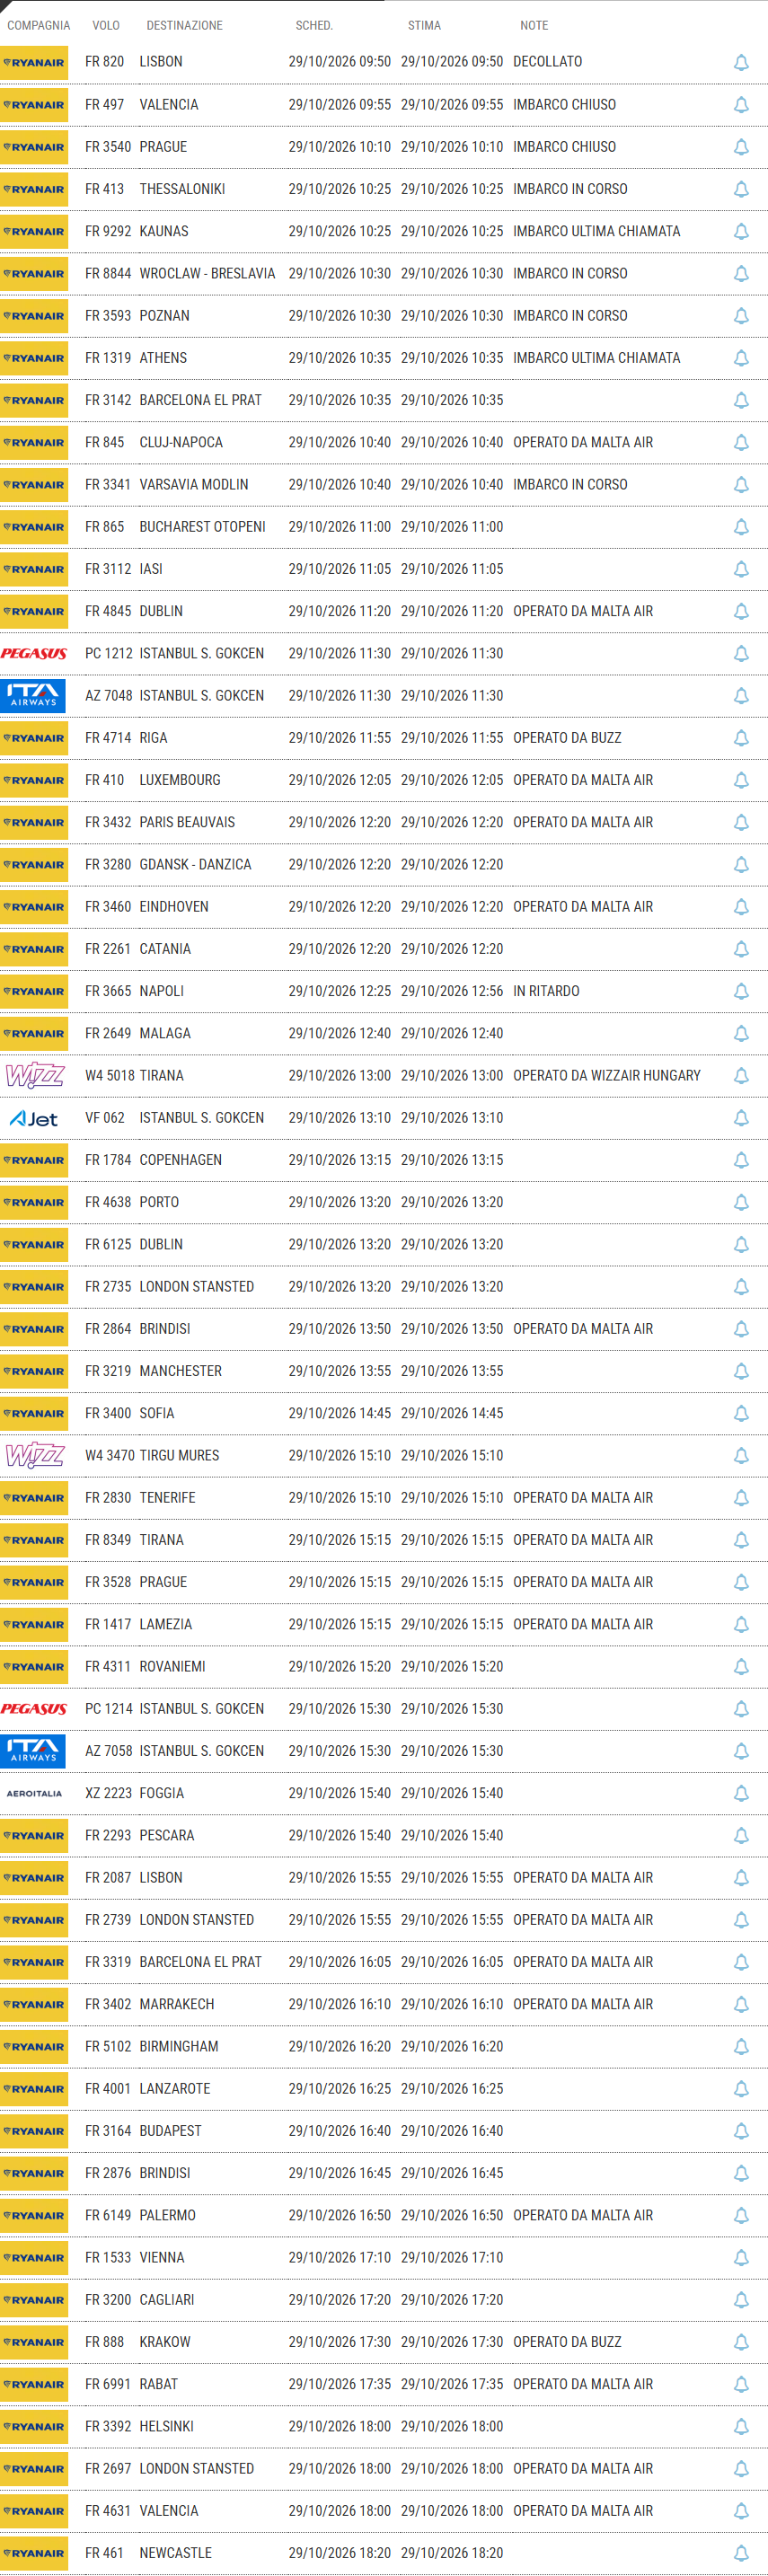 COMPAGNIA VOLO DESTINAZIONE SCHED. STIMA NOTE
RYANAIR FR 820 LISBON 29/10/2026 09:50 29/10/2026 09:50 DECOLLATO
RYANAIR FR 497 VALENCIA 29/10/2026 09:55 29/10/2026 09:55 IMBARCO CHIUSO
RYANAIR FR 3540 PRAGUE 29/10/2026 10:10 29/10/2026 10:10 IMBARCO CHIUSO
RYANAIR FR 413 THESSALONIKI 29/10/2026 10:25 29/10/2026 10:25 IMBARCO IN CORSO
RYANAIR FR 9292 KAUNAS 29/10/2026 10:25 29/10/2026 10:25 IMBARCO ULTIMA CHIAMATA
RYANAIR FR 8844 WROCLAW - BRESLAVIA 29/10/2026 10:30 29/10/2026 10:30 IMBARCO IN CORSO
RYANAIR FR 3593 POZNAN 29/10/2026 10:30 29/10/2026 10:30 IMBARCO IN CORSO
RYANAIR FR 1319 ATHENS 29/10/2026 10:35 29/10/2026 10:35 IMBARCO ULTIMA CHIAMATA
RYANAIR FR 3142 BARCELONA EL PRAT 29/10/2026 10:35 29/10/2026 10:35
RYANAIR FR 845 CLUJ-NAPOCA 29/10/2026 10:40 29/10/2026 10:40 OPERATO DA MALTA AIR
RYANAIR FR 3341 VARSAVIA MODLIN 29/10/2026 10:40 29/10/2026 10:40 IMBARCO IN CORSO
RYANAIR FR 865 BUCHAREST OTOPENI 29/10/2026 11:00 29/10/2026 11:00
RYANAIR FR 3112 IASI 29/10/2026 11:05 29/10/2026 11:05
RYANAIR FR 4845 DUBLIN 29/10/2026 11:20 29/10/2026 11:20 OPERATO DA MALTA AIR
PEGASUS PC 1212 ISTANBUL S. GOKCEN 29/10/2026 11:30 29/10/2026 11:30
ITA AIRWAYS AZ 7048 ISTANBUL S. GOKCEN 29/10/2026 11:30 29/10/2026 11:30
RYANAIR FR 4714 RIGA 29/10/2026 11:55 29/10/2026 11:55 OPERATO DA BUZZ
RYANAIR FR 410 LUXEMBOURG 29/10/2026 12:05 29/10/2026 12:05 OPERATO DA MALTA AIR
RYANAIR FR 3432 PARIS BEAUVAIS 29/10/2026 12:20 29/10/2026 12:20 OPERATO DA MALTA AIR
RYANAIR FR 3280 GDANSK - DANZICA 29/10/2026 12:20 29/10/2026 12:20
RYANAIR FR 3460 EINDHOVEN 29/10/2026 12:20 29/10/2026 12:20 OPERATO DA MALTA AIR
RYANAIR FR 2261 CATANIA 29/10/2026 12:20 29/10/2026 12:20
RYANAIR FR 3665 NAPOLI 29/10/2026 12:25 29/10/2026 12:56 IN RITARDO
RYANAIR FR 2649 MALAGA 29/10/2026 12:40 29/10/2026 12:40
WIZZ W4 5018 TIRANA 29/10/2026 13:00 29/10/2026 13:00 OPERATO DA WIZZAIR HUNGARY
AJet VF 062 ISTANBUL S. GOKCEN 29/10/2026 13:10 29/10/2026 13:10
RYANAIR FR 1784 COPENHAGEN 29/10/2026 13:15 29/10/2026 13:15
RYANAIR FR 4638 PORTO 29/10/2026 13:20 29/10/2026 13:20
RYANAIR FR 6125 DUBLIN 29/10/2026 13:20 29/10/2026 13:20
RYANAIR FR 2735 LONDON STANSTED 29/10/2026 13:20 29/10/2026 13:20
RYANAIR FR 2864 BRINDISI 29/10/2026 13:50 29/10/2026 13:50 OPERATO DA MALTA AIR
RYANAIR FR 3219 MANCHESTER 29/10/2026 13:55 29/10/2026 13:55
RYANAIR FR 3400 SOFIA 29/10/2026 14:45 29/10/2026 14:45
WIZZ W4 3470 TIRGU MURES 29/10/2026 15:10 29/10/2026 15:10
RYANAIR FR 2830 TENERIFE 29/10/2026 15:10 29/10/2026 15:10 OPERATO DA MALTA AIR
RYANAIR FR 8349 TIRANA 29/10/2026 15:15 29/10/2026 15:15 OPERATO DA MALTA AIR
RYANAIR FR 3528 PRAGUE 29/10/2026 15:15 29/10/2026 15:15 OPERATO DA MALTA AIR
RYANAIR FR 1417 LAMEZIA 29/10/2026 15:15 29/10/2026 15:15 OPERATO DA MALTA AIR
RYANAIR FR 4311 ROVANIEMI 29/10/2026 15:20 29/10/2026 15:20
PEGASUS PC 1214 ISTANBUL S. GOKCEN 29/10/2026 15:30 29/10/2026 15:30
ITA AIRWAYS AZ 7058 ISTANBUL S. GOKCEN 29/10/2026 15:30 29/10/2026 15:30
AEROITALIA XZ 2223 FOGGIA 29/10/2026 15:40 29/10/2026 15:40
RYANAIR FR 2293 PESCARA 29/10/2026 15:40 29/10/2026 15:40
RYANAIR FR 2087 LISBON 29/10/2026 15:55 29/10/2026 15:55 OPERATO DA MALTA AIR
RYANAIR FR 2739 LONDON STANSTED 29/10/2026 15:55 29/10/2026 15:55 OPERATO DA MALTA AIR
RYANAIR FR 3319 BARCELONA EL PRAT 29/10/2026 16:05 29/10/2026 16:05 OPERATO DA MALTA AIR
RYANAIR FR 3402 MARRAKECH 29/10/2026 16:10 29/10/2026 16:10 OPERATO DA MALTA AIR
RYANAIR FR 5102 BIRMINGHAM 29/10/2026 16:20 29/10/2026 16:20
RYANAIR FR 4001 LANZAROTE 29/10/2026 16:25 29/10/2026 16:25
RYANAIR FR 3164 BUDAPEST 29/10/2026 16:40 29/10/2026 16:40
RYANAIR FR 2876 BRINDISI 29/10/2026 16:45 29/10/2026 16:45
RYANAIR FR 6149 PALERMO 29/10/2026 16:50 29/10/2026 16:50 OPERATO DA MALTA AIR
RYANAIR FR 1533 VIENNA 29/10/2026 17:10 29/10/2026 17:10
RYANAIR FR 3200 CAGLIARI 29/10/2026 17:20 29/10/2026 17:20
RYANAIR FR 888 KRAKOW 29/10/2026 17:30 29/10/2026 17:30 OPERATO DA BUZZ
RYANAIR FR 6991 RABAT 29/10/2026 17:35 29/10/2026 17:35 OPERATO DA MALTA AIR
RYANAIR FR 3392 HELSINKI 29/10/2026 18:00 29/10/2026 18:00
RYANAIR FR 2697 LONDON STANSTED 29/10/2026 18:00 29/10/2026 18:00 OPERATO DA MALTA AIR
RYANAIR FR 4631 VALENCIA 29/10/2026 18:00 29/10/2026 18:00 OPERATO DA MALTA AIR
RYANAIR FR 461 NEWCASTLE 29/10/2026 18:20 29/10/2026 18:20